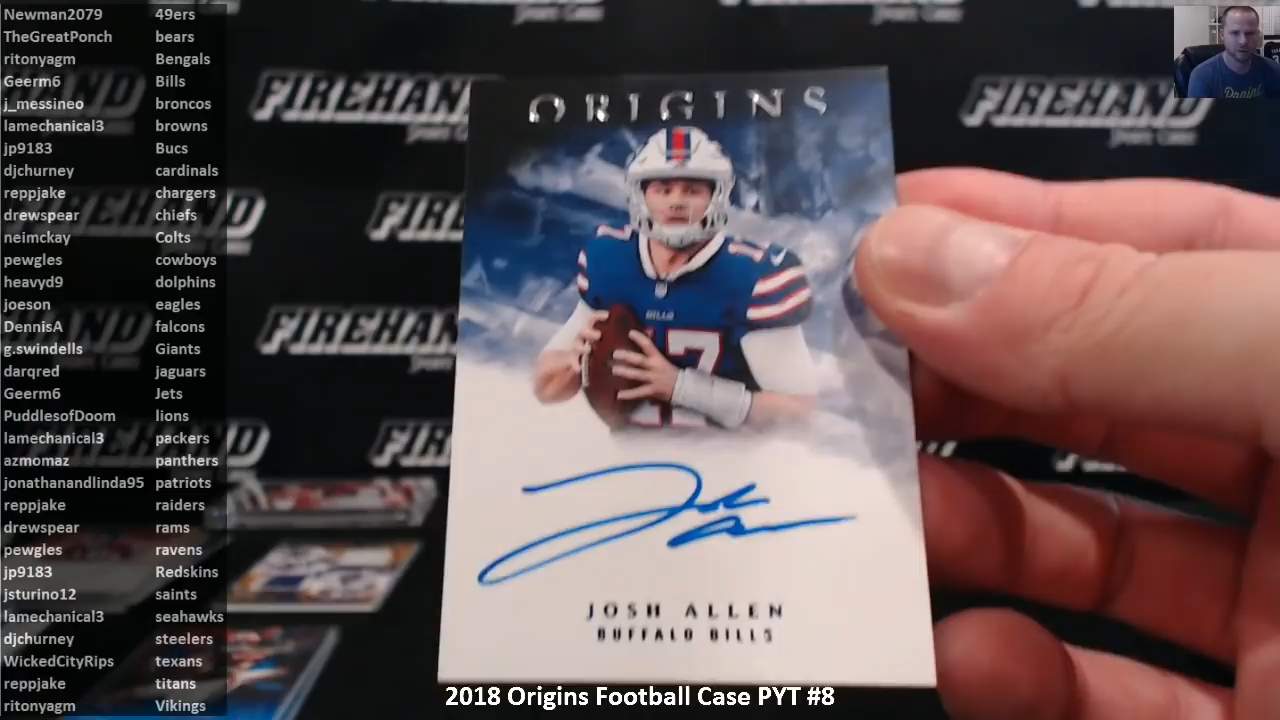 Newman2079 49ers
TheGreatPonch bears
ritonyagm Bengals
Geerm6 Bills
j_messineo broncos
lamechanical3 browns
jp9183 Bucs
djchurney cardinals
reppjake chargers
drewspear chiefs
neimckay Colts
pewgles cowboys
heavyd9 dolphins
joeson eagles
DennisA falcons
g.swindells Giants
darqred jaguars
Geerm6 Jets
PuddlesofDoom lions
lamechanical3 packers
azmomaz panthers
jonathanandlinda95 patriots
reppjake raiders
drewspear rams
pewgles ravens
jp9183 Redskins
jsturino12 saints
lamechanical3 seahawks
djchurney steelers
WickedCityRips texans
reppjake titans
ritonyagm Vikings
FIREHAND
FIREHAND
ORIGINS
BILLS
17
JOSH ALLEN
BUFFALO BILLS
2018 Origins Football Case PYT #8